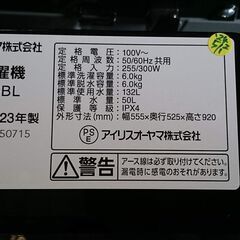 ヤマ株式会社
濯機
BL
23年製
50715
定格電圧：100V～
定格周波数：50/60Hz 共用
定格消費電力：255/300W
標準洗濯容量：6.0kg
標準脱水容量：6.0kg
標準使用水量：132L
標準水量：50L
保護等級：IPX4
外形寸法(mm)：幅555×奥行525×高さ920
PS
E
アイリスオーヤマ株式会社
警告
アース線は必ず取り付けてください。
漏電時に感電のおそれがあります。